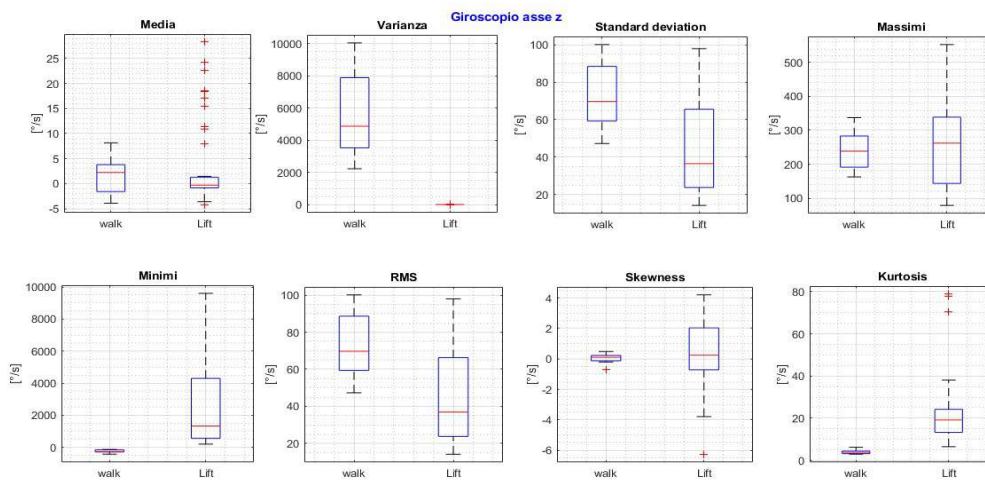 Giroscopio asse z
Media
[°/s]
25
20
15
10
5
0
-5
walk
Lift
Varianza
[°/s]
10000
8000
6000
4000
2000
0
walk
Lift
Standard deviation
[°/s]
100
80
60
40
20
walk
Lift
Massimi
[°/s]
500
400
300
200
100
walk
Lift
Minimi
[°/s]
10000
8000
6000
4000
2000
0
walk
Lift
RMS
[°/s]
100
80
60
40
20
walk
Lift
Skewness
[°/s]
4
2
0
-2
-4
-6
walk
Lift
Kurtosis
[°/s]
80
60
40
20
0
walk
Lift